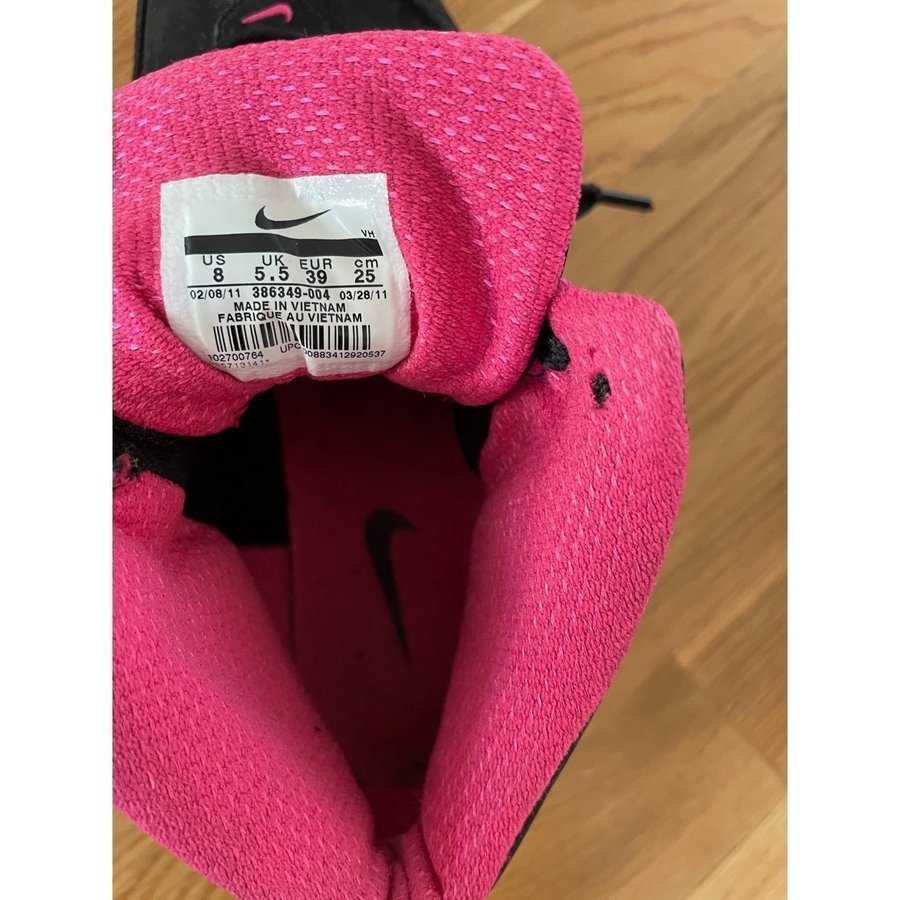 VH
US UK EUR cm
8 5.5 39 25
02/08/11 386349-004 03/28/11
MADE IN VIETNAM
FABRIQUE AU VIETNAM
UPC 00883412920537